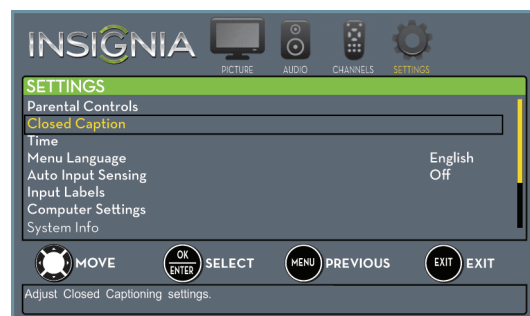 INSIGNIA
PICTURE AUDIO CHANNELS SETTINGS
SETTINGS
Parental Controls
Closed Caption
Time
Menu Language English
Auto Input Sensing Off
Input Labels
Computer Settings
System Info
MOVE OK ENTER SELECT MENU PREVIOUS EXIT EXIT
Adjust Closed Captioning settings.